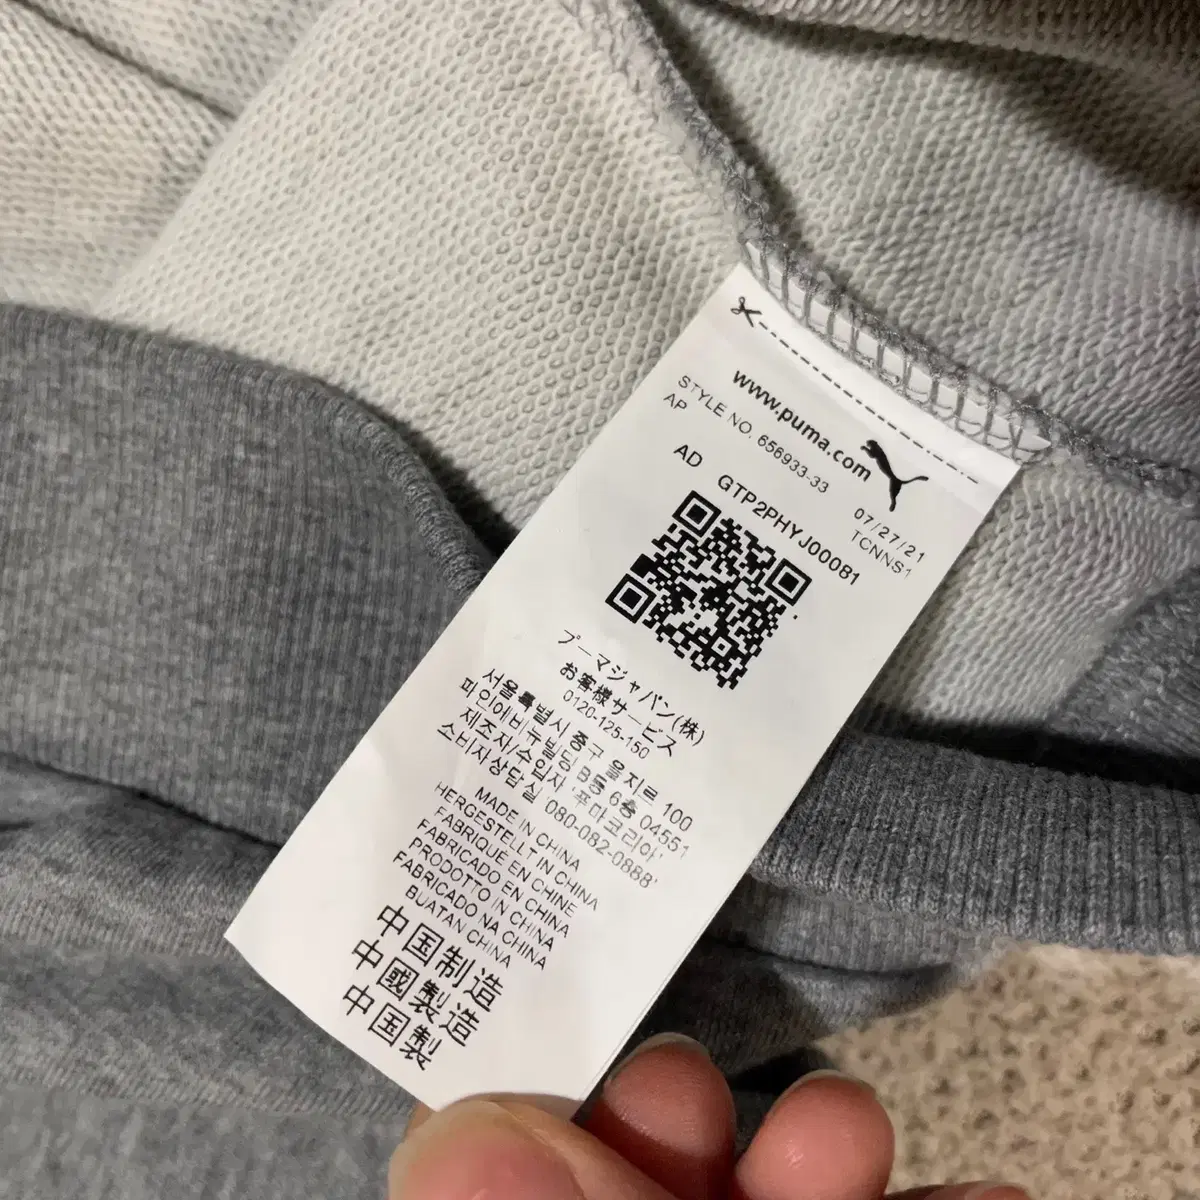 www.puma.com
STYLE NO. 656933-33
AP
07/27/21
TCNNS1
AD GTP2PHYJ00081
プーマジャパン(株)
お客様サービス
0120-125-150
서울특별시 중구 을지로 100
파인애비뉴빌딩 B동 6층 04551
제조자/수입자 '푸마코리아'
소비자상담실 080-082-0888'
MADE IN CHINA
HERGESTELLT IN CHINA
FABRIQUE EN CHINE
FABRICADO EN CHINA
PRODOTTO IN CHINA
FABRICADO NA CHINA
BUATAN CHINA
中国制造
中國製造
中国製